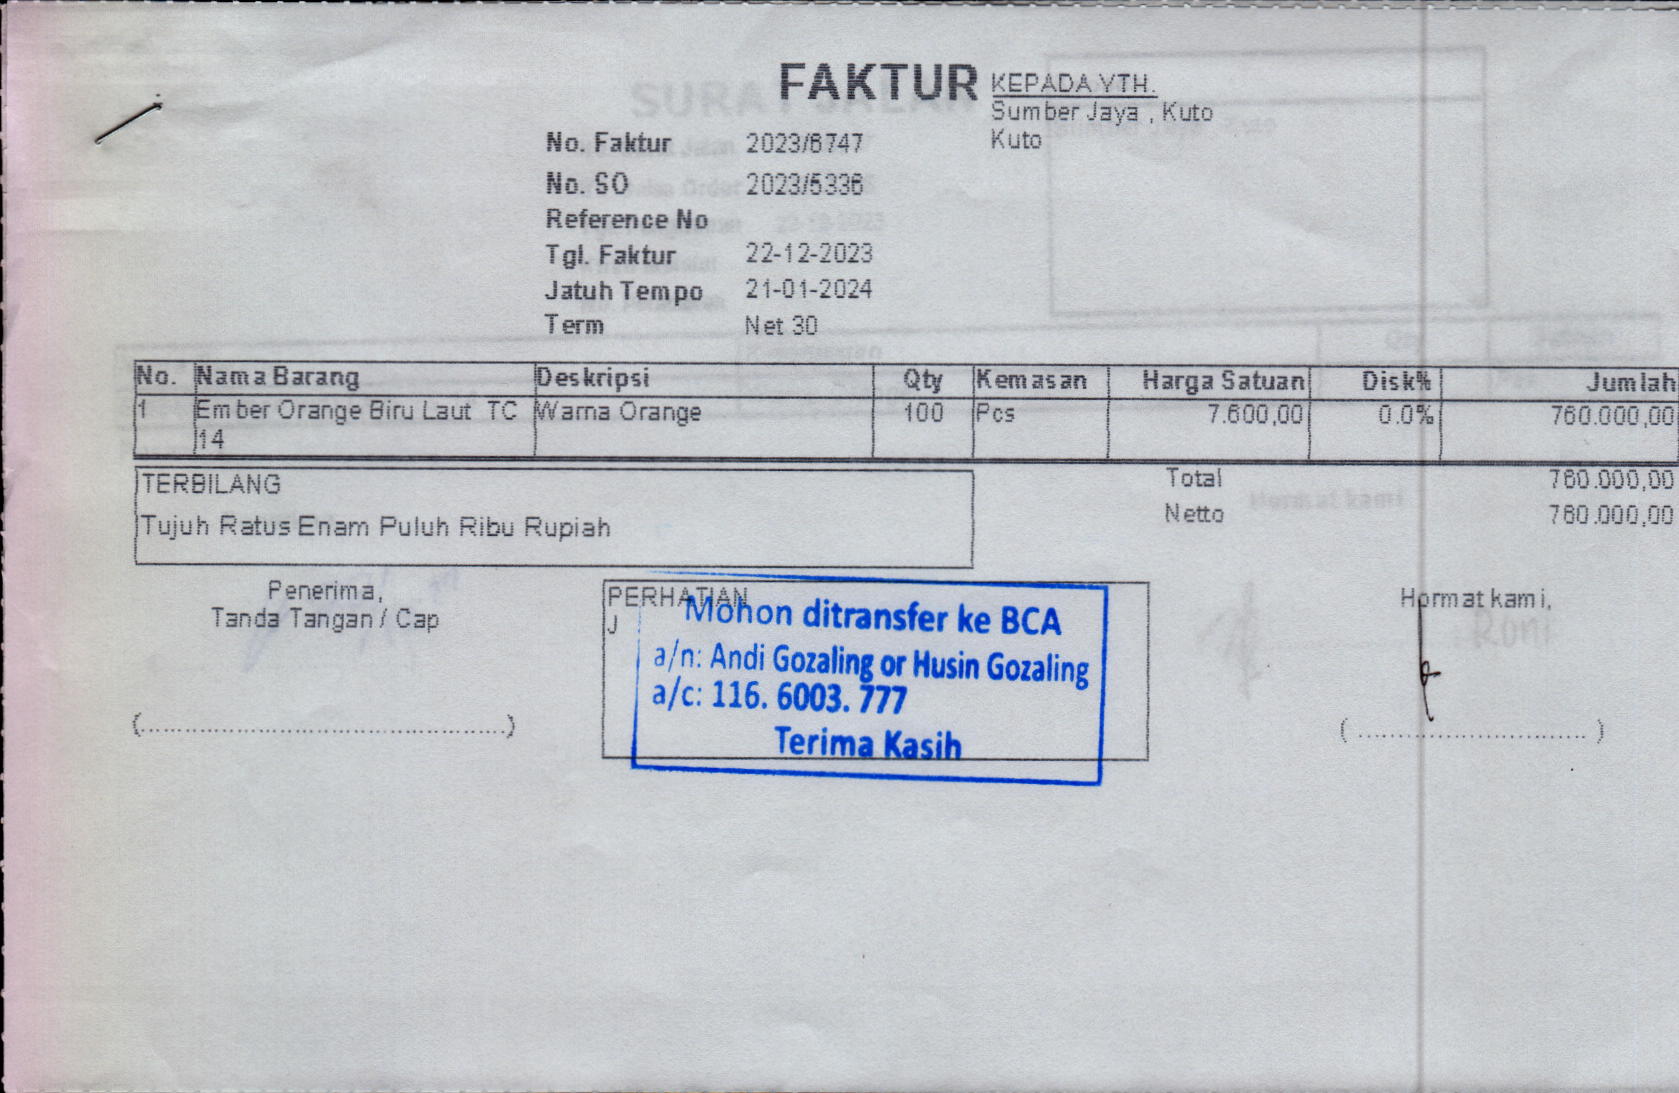 FAKTUR
KEPADA YTH.
Sumber Jaya , Kuto
Kuto
No. Faktur 2023/6747
No. SO 2023/5336
Reference No
Tgl. Faktur 22-12-2023
Jatuh Tempo 21-01-2024
Term Net 30
No. Nama Barang Deskripsi Qty Kemasan Harga Satuan Disk% Jumlah
1 Ember Orange Biru Laut TC Warna Orange 100 Pcs 7.600,00 0.0% 760.000,00
14
TERBILANG
Tujuh Ratus Enam Puluh Ribu Rupiah
Total 760.000,00
Netto 760.000,00
Penerima,
Tanda Tangan / Cap
(..............................................)
PERHATIAN
J
Mohon ditransfer ke BCA
a/n: Andi Gozaling or Husin Gozaling
a/c: 116. 6003. 777
Terima Kasih
Hormat kami,
Roni
( ............................. )